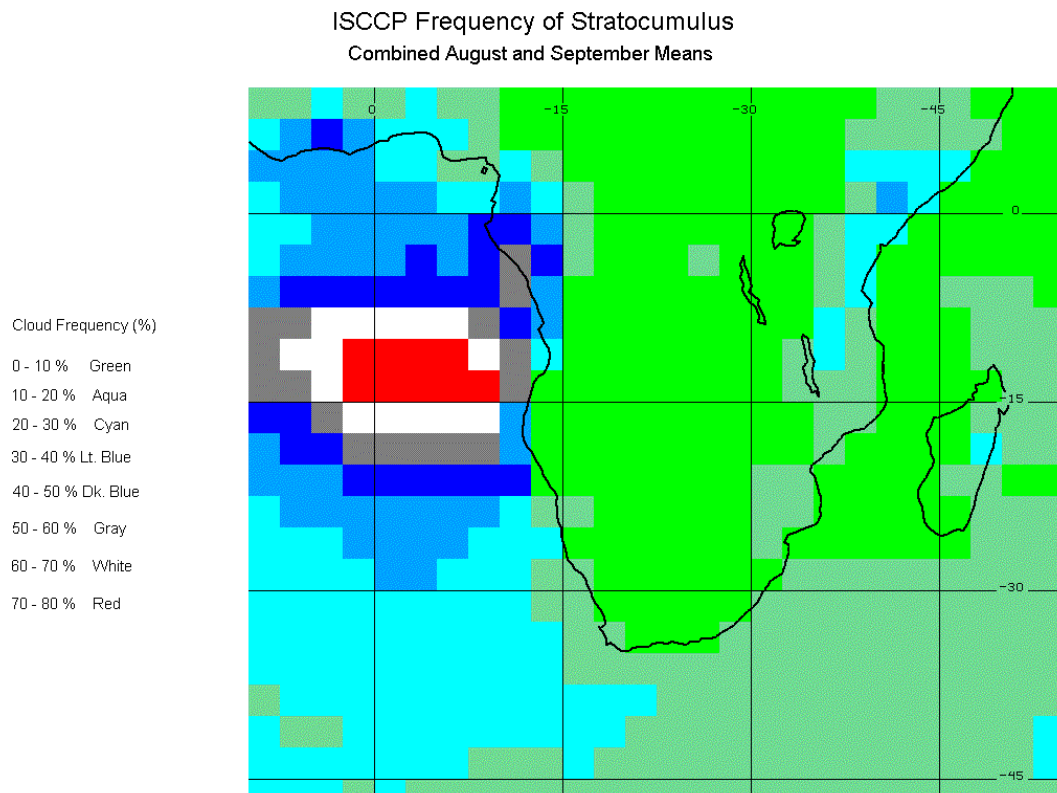 ISCCP Frequency of Stratocumulus
Combined August and September Means
0 -15 -30 -45
0
Cloud Frequency (%)
0 - 10 % Green
10 - 20 % Aqua
-15
20 - 30 % Cyan
30 - 40 % Lt. Blue
40 - 50 % Dk. Blue
50 - 60 % Gray
60 - 70 % White
-30
70 - 80 % Red
-45